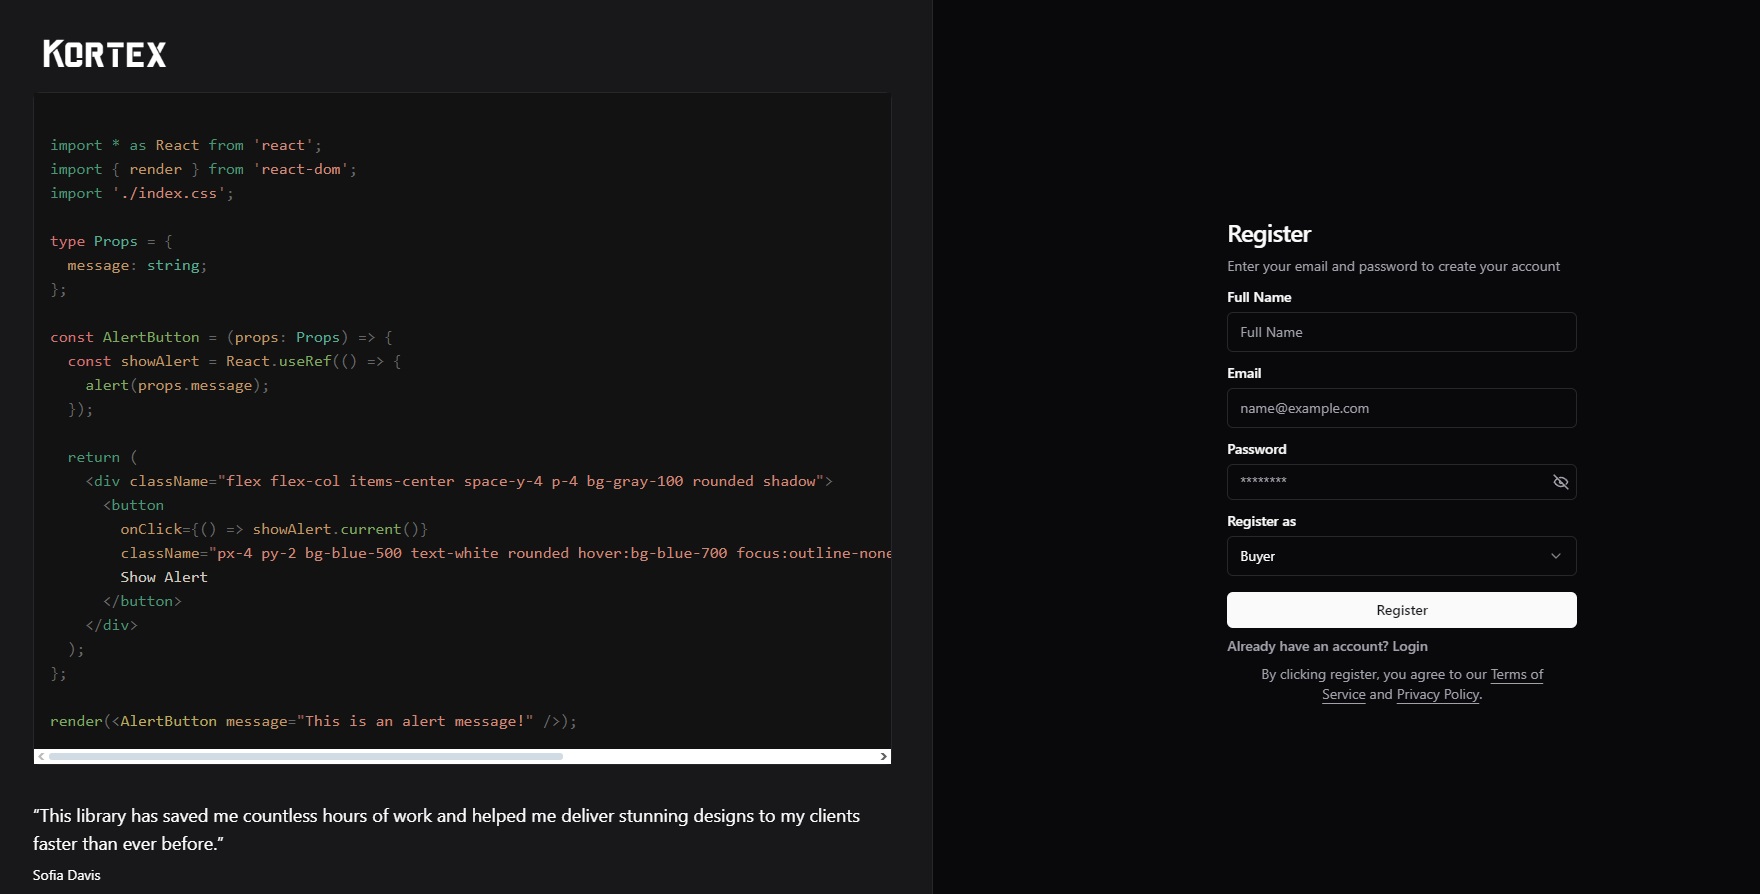 KORTEX
import * as React from 'react';
import { render } from 'react-dom';
import './index.css';
type Props = {
  message: string;
};
const AlertButton = (props: Props) => {
  const showAlert = React.useRef(() => {
    alert(props.message);
  });
  return (
    <div className="flex flex-col items-center space-y-4 p-4 bg-gray-100 rounded shadow">
      <button
        onClick={() => showAlert.current()}
        className="px-4 py-2 bg-blue-500 text-white rounded hover:bg-blue-700 focus:outline-none
        Show Alert
      </button>
    </div>
  );
};
render(<AlertButton message="This is an alert message!" />);
“This library has saved me countless hours of work and helped me deliver stunning designs to my clients
faster than ever before.”
Sofia Davis
Register
Enter your email and password to create your account
Full Name
Full Name
Email
name@example.com
Password
********
Register as
Buyer
Register
Already have an account? Login
By clicking register, you agree to our Terms of
Service and Privacy Policy.